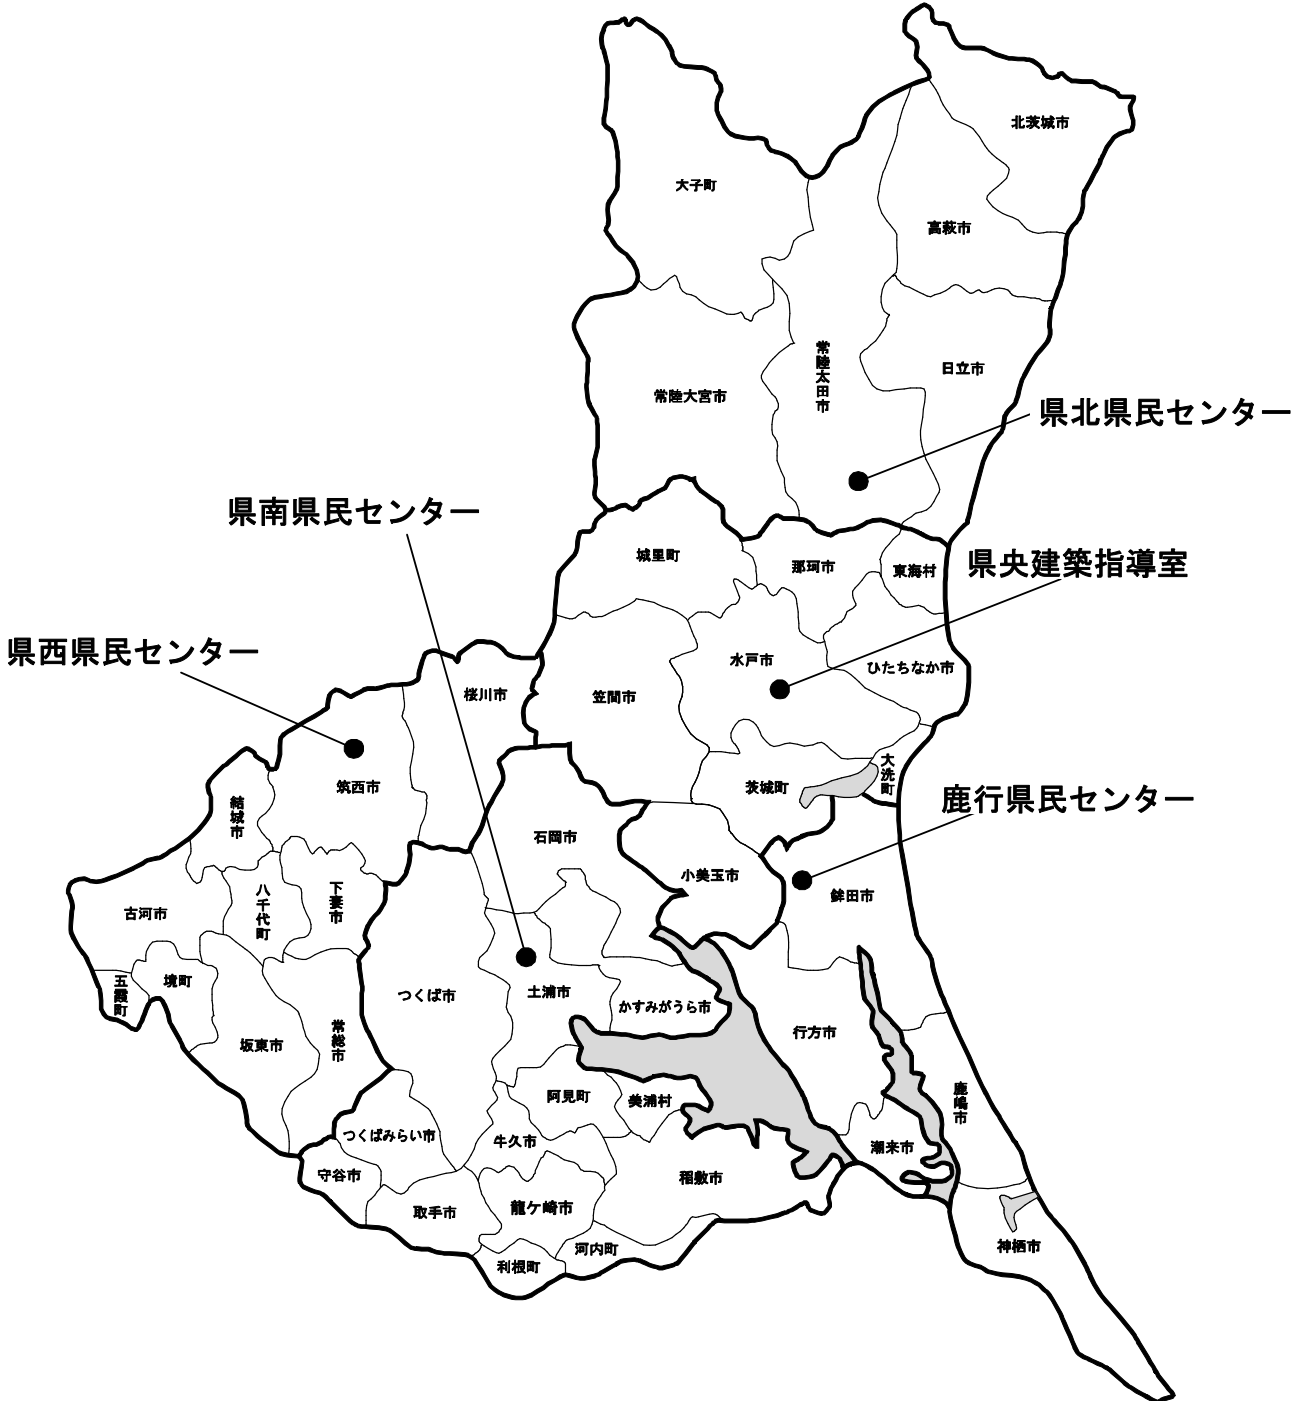 北茨城市
大子町
高萩市
常陸太田市
日立市
常陸大宮市
県北県民センター
県南県民センター
城里町
那珂市
東海村
県央建築指導室
県西県民センター
水戸市
ひたちなか市
桜川市
笠間市
筑西市
茨城町
大洗町
鹿行県民センター
結城市
石岡市
小美玉市
鉾田市
八千代町
下妻市
古河市
五霞町
境町
つくば市
土浦市
かすみがうら市
行方市
坂東市
常総市
阿見町
美浦村
鹿嶋市
つくばみらい市
牛久市
潮来市
守谷市
稲敷市
取手市
龍ケ崎市
河内町
神栖市
利根町